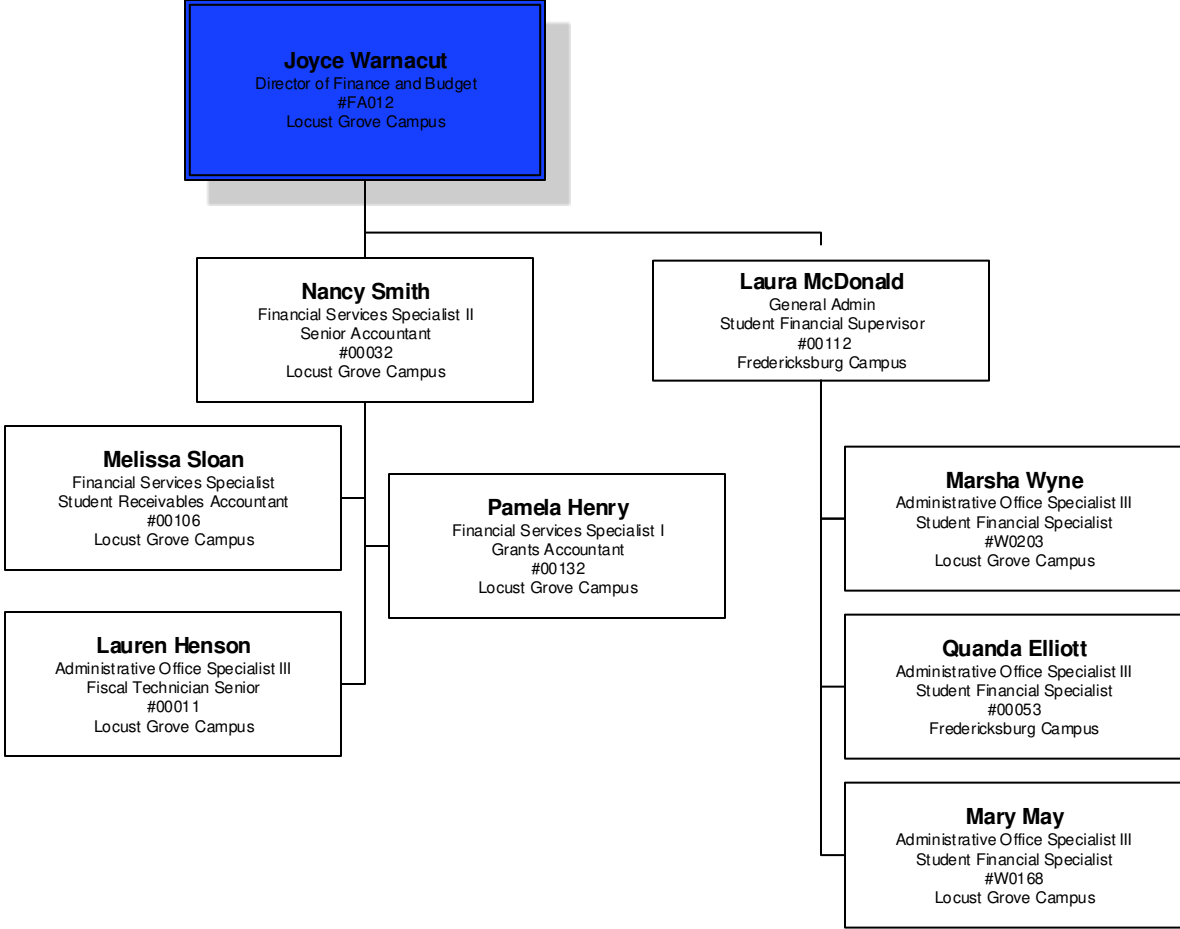 Joyce Warnacut
Director of Finance and Budget
#FA012
Locust Grove Campus
Nancy Smith
Financial Services Specialist II
Senior Accountant
#00032
Locust Grove Campus
Laura McDonald
General Admin
Student Financial Supervisor
#00112
Fredericksburg Campus
Melissa Sloan
Financial Services Specialist
Student Receivables Accountant
#00106
Locust Grove Campus
Pamela Henry
Financial Services Specialist I
Grants Accountant
#00132
Locust Grove Campus
Lauren Henson
Administrative Office Specialist III
Fiscal Technician Senior
#00011
Locust Grove Campus
Marsha Wyne
Administrative Office Specialist III
Student Financial Specialist
#W0203
Locust Grove Campus
Quanda Elliott
Administrative Office Specialist III
Student Financial Specialist
#00053
Fredericksburg Campus
Mary May
Administrative Office Specialist III
Student Financial Specialist
#W0168
Locust Grove Campus